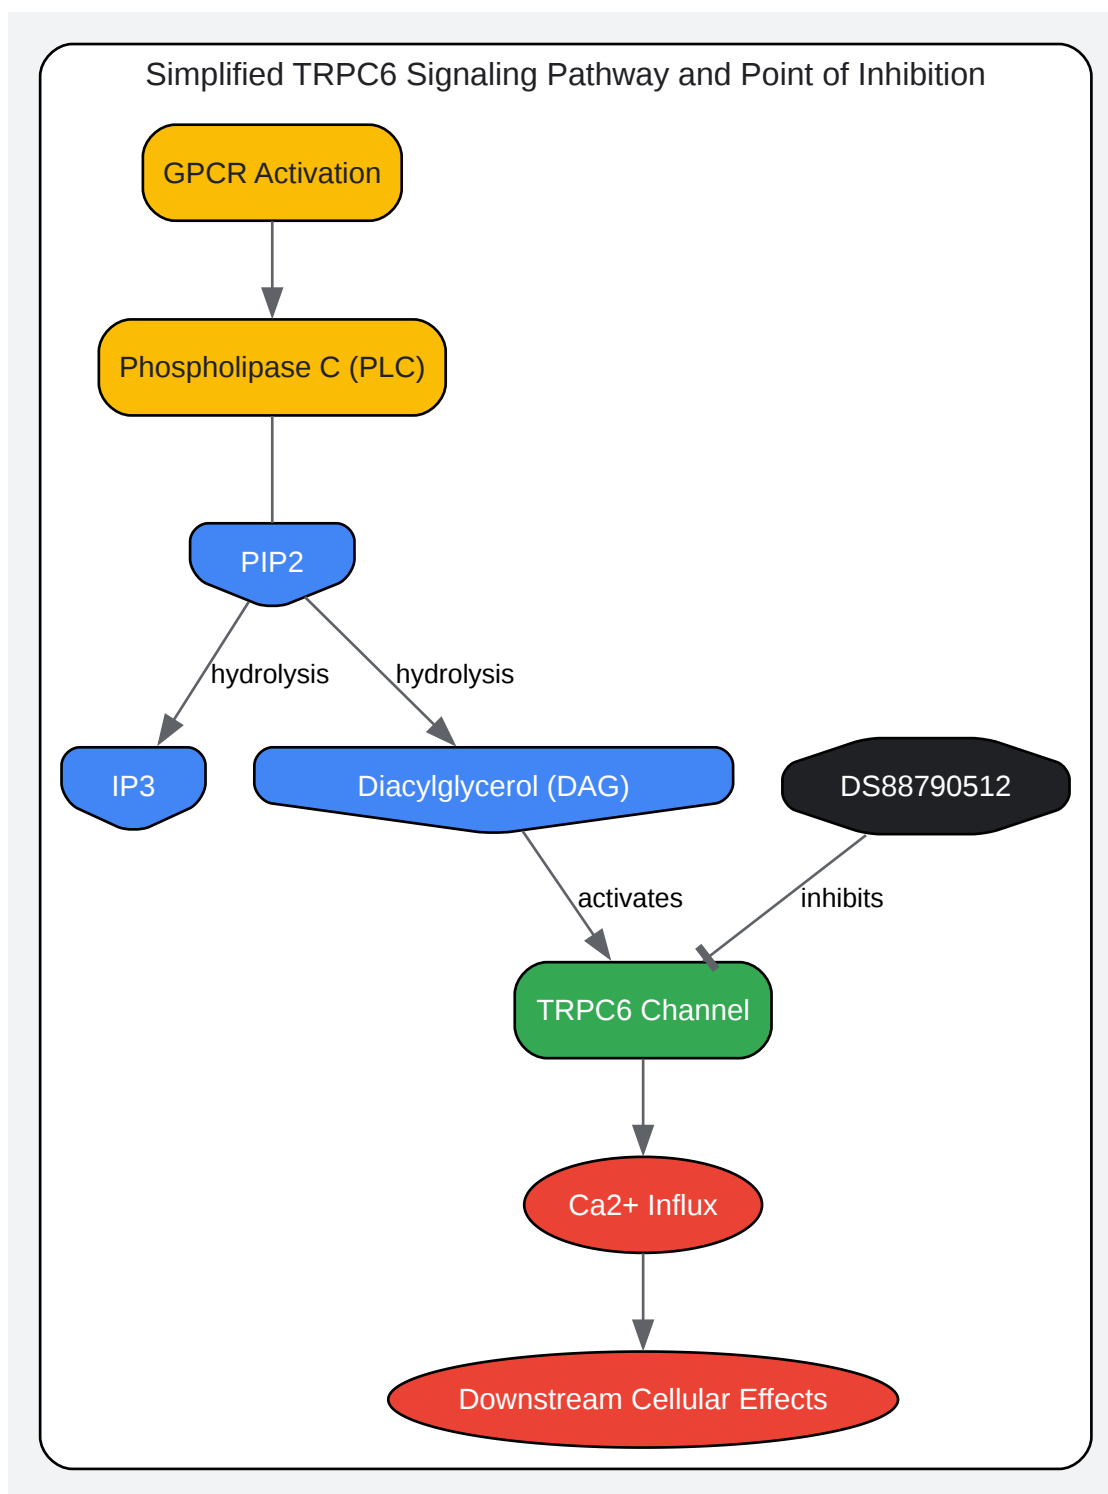 Simplified TRPC6 Signaling Pathway and Point of Inhibition
GPCR Activation
Phospholipase C (PLC)
PIP2
hydrolysis
hydrolysis
IP3
Diacylglycerol (DAG)
DS88790512
activates
inhibits
TRPC6 Channel
Ca2+ Influx
Downstream Cellular Effects